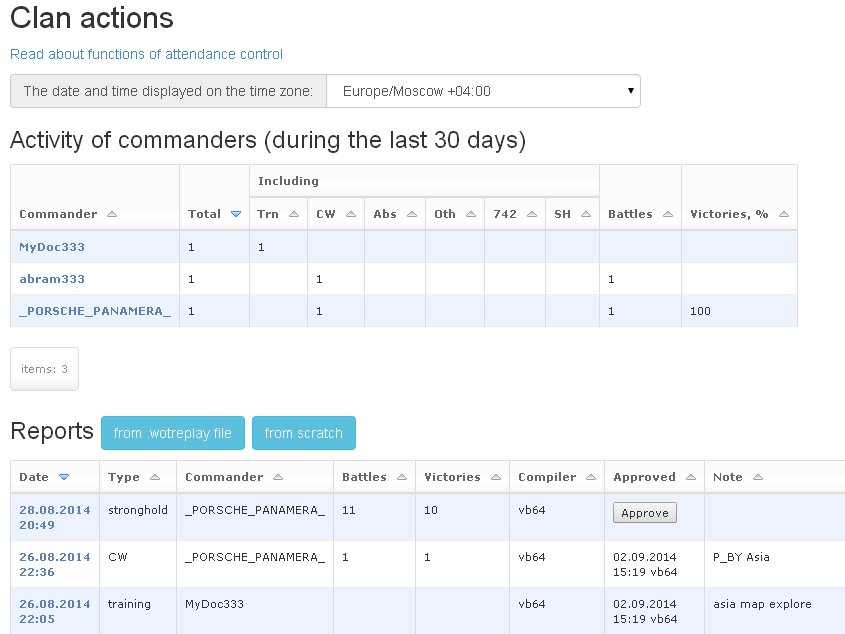 Clan actions
Read about functions of attendance control
The date and time displayed on the time zone: Europe/Moscow +04:00
Activity of commanders (during the last 30 days)
Including
Commander Total Trn CW Abs Oth 742 SH Battles Victories, %
MyDoc333 1 1
abram333 1 1 1
_PORSCHE_PANAMERA_ 1 1 1 100
items: 3
Reports from .wotreplay file from scratch
Date Type Commander Battles Victories Compiler Approved Note
28.08.2014 stronghold _PORSCHE_PANAMERA_ 11 10 vb64 Approve
20:49
26.08.2014 CW _PORSCHE_PANAMERA_ 1 1 vb64 02.09.2014 P_BY Asia
22:36 15:19 vb64
26.08.2014 training MyDoc333 vb64 02.09.2014 asia map explore
22:05 15:19 vb64